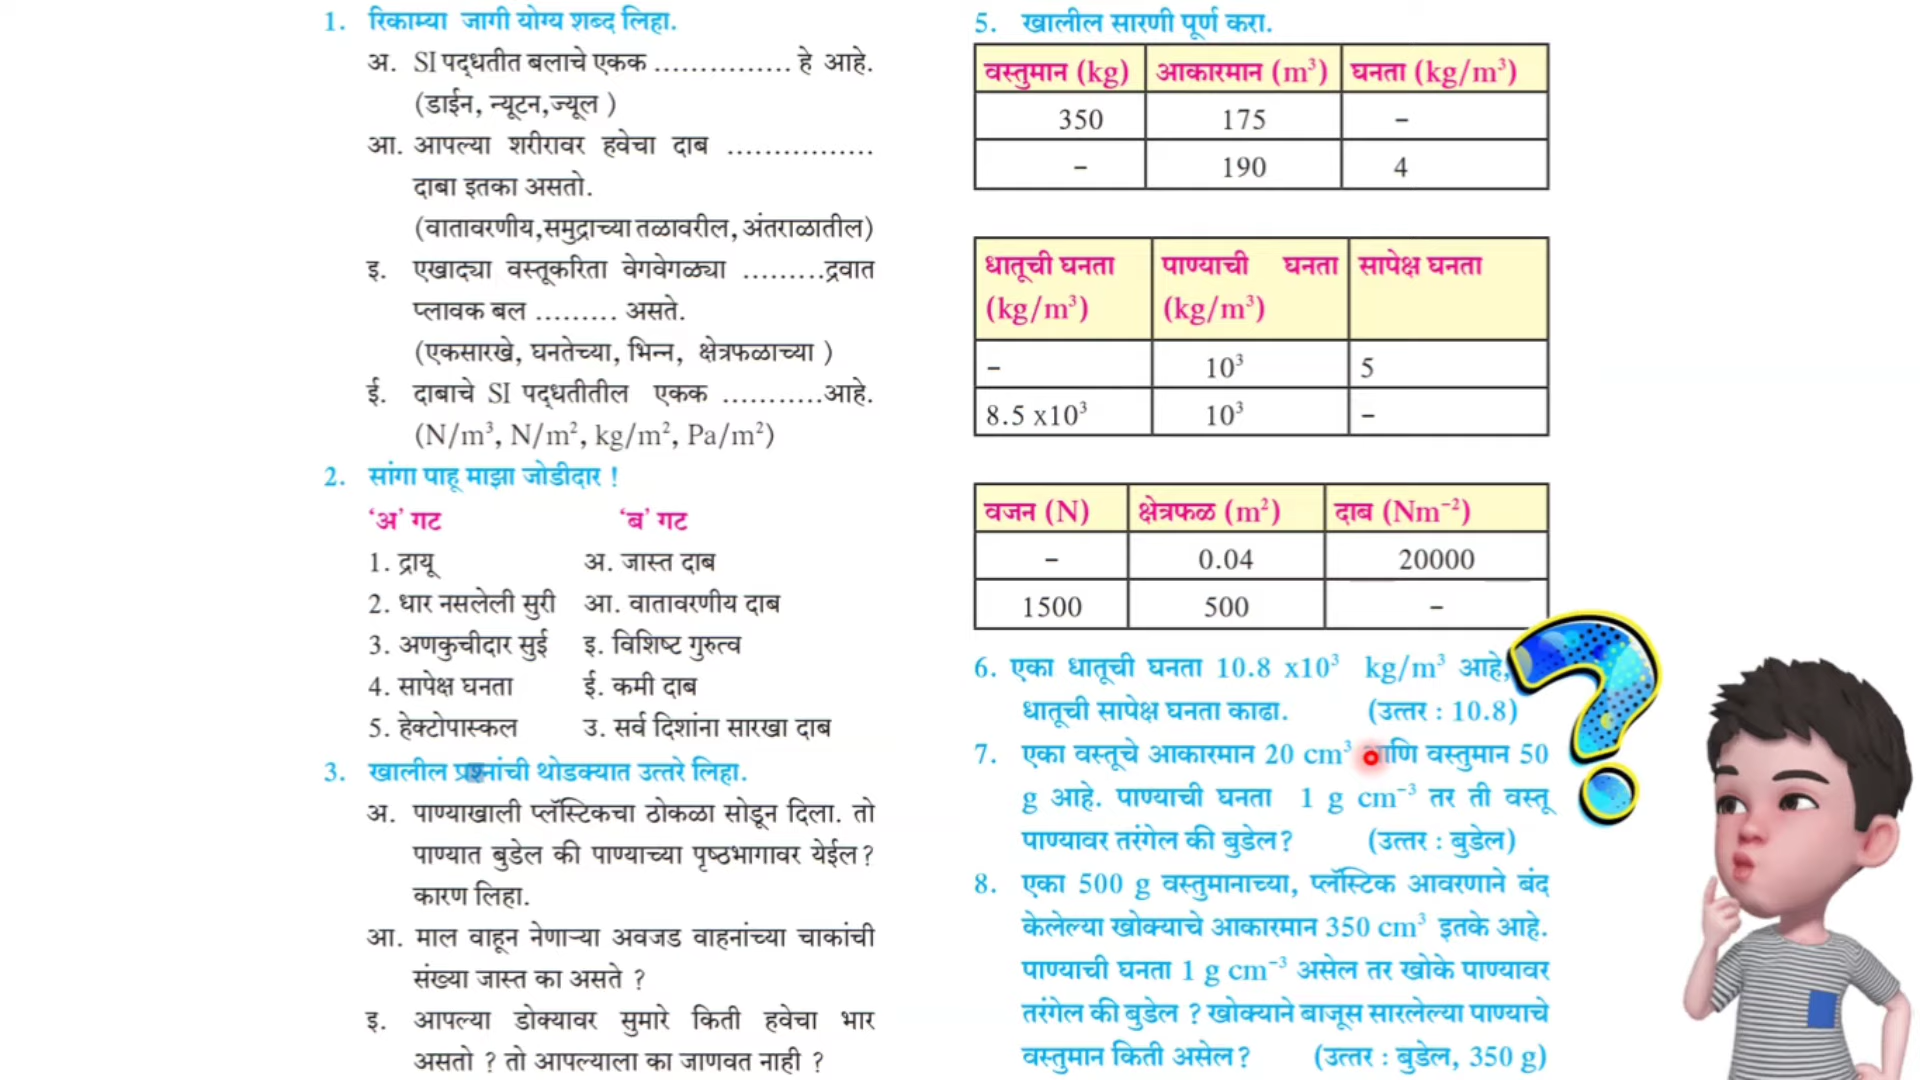 1. रिकाम्या जागी योग्य शब्द लिहा.
अ. SI पद्धतीत बलाचे एकक ............... हे आहे.
(डाईन, न्यूटन,ज्यूल )
आ. आपल्या शरीरावर हवेचा दाब ................
दाबा इतका असतो.
(वातावरणीय,समुद्राच्या तळावरील, अंतराळातील)
इ. एखाद्या वस्तूकरिता वेगवेगळ्या .........द्रवात
प्लावक बल ......... असते.
(एकसारखे, घनतेच्या, भिन्न, क्षेत्रफळाच्या )
ई. दाबाचे SI पद्धतीतील एकक ...........आहे.
(N/m³, N/m², kg/m², Pa/m²)
2. सांगा पाहू माझा जोडीदार !
‘अ’ गट ‘ब’ गट
1. द्रायू अ. जास्त दाब
2. धार नसलेली सुरी आ. वातावरणीय दाब
3. अणकुचीदार सुई इ. विशिष्ट गुरुत्व
4. सापेक्ष घनता ई. कमी दाब
5. हेक्टोपास्कल उ. सर्व दिशांना सारखा दाब
3. खालील प्रश्नांची थोडक्यात उत्तरे लिहा.
अ. पाण्याखाली प्लॅस्टिकचा ठोकळा सोडून दिला. तो
पाण्यात बुडेल की पाण्याच्या पृष्ठभागावर येईल?
कारण लिहा.
आ. माल वाहून नेणाऱ्या अवजड वाहनांच्या चाकांची
संख्या जास्त का असते ?
इ. आपल्या डोक्यावर सुमारे किती हवेचा भार
असतो ? तो आपल्याला का जाणवत नाही ?
5. खालील सारणी पूर्ण करा.
वस्तुमान (kg) आकारमान (m³) घनता (kg/m³)
350 175 -
- 190 4
धातूची घनता पाण्याची घनता सापेक्ष घनता
(kg/m³) (kg/m³)
- 10³ 5
8.5 x10³ 10³ -
वजन (N) क्षेत्रफळ (m²) दाब (Nm⁻²)
- 0.04 20000
1500 500 -
6. एका धातूची घनता 10.8 x10³ kg/m³ आहे,
धातूची सापेक्ष घनता काढा. (उत्तर : 10.8)
7. एका वस्तूचे आकारमान 20 cm³ आणि वस्तुमान 50
g आहे. पाण्याची घनता 1 g cm⁻³ तर ती वस्तू
पाण्यावर तरंगेल की बुडेल? (उत्तर : बुडेल)
8. एका 500 g वस्तुमानाच्या, प्लॅस्टिक आवरणाने बंद
केलेल्या खोक्याचे आकारमान 350 cm³ इतके आहे.
पाण्याची घनता 1 g cm⁻³ असेल तर खोके पाण्यावर
तरंगेल की बुडेल ? खोक्याने बाजूस सारलेल्या पाण्याचे
वस्तुमान किती असेल? (उत्तर : बुडेल, 350 g)